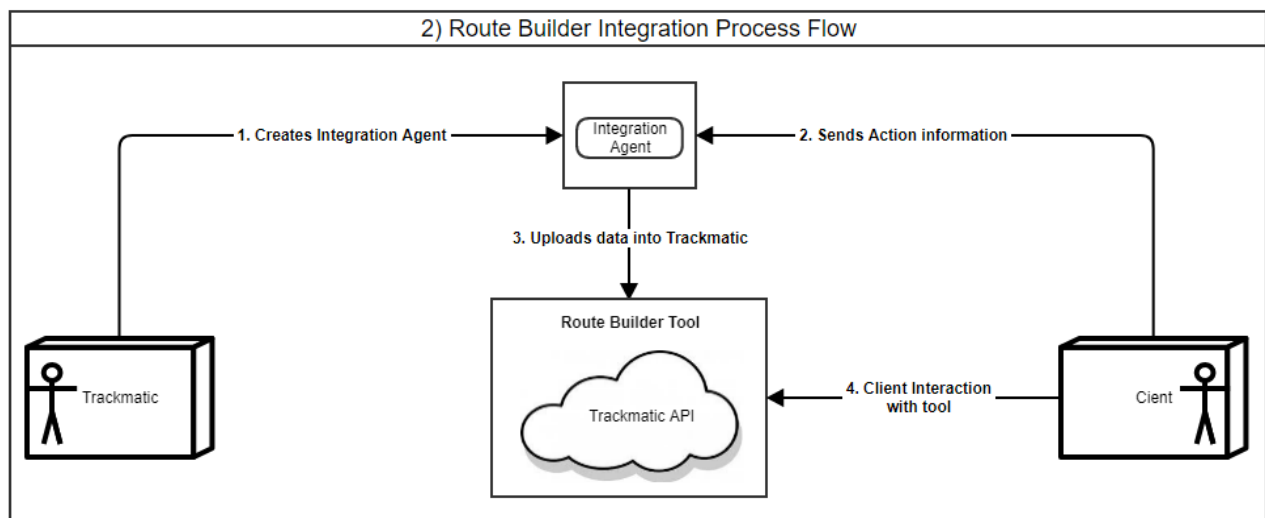 2) Route Builder Integration Process Flow
1. Creates Integration Agent
Integration
Agent
2. Sends Action information
3. Uploads data into Trackmatic
Route Builder Tool
Trackmatic
Trackmatic API
4. Client Interaction
with tool
Cient